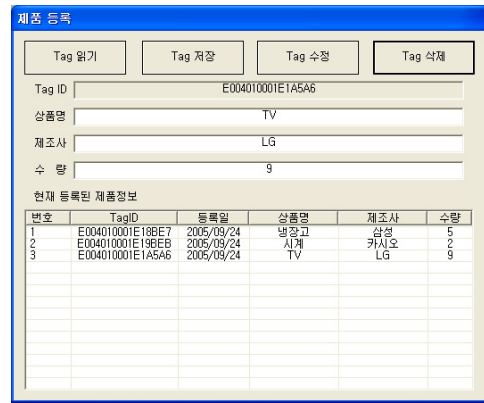 제품 등록
Tag 읽기 Tag 저장 Tag 수정 Tag 삭제
Tag ID E004010001E1A5A6
상품명 TV
제조사 LG
수 량 9
현재 등록된 제품정보
번호 TagID 등록일 상품명 제조사 수량
1 E004010001E18BE7 2005/09/24 냉장고 삼성 5
2 E004010001E19BEB 2005/09/24 시계 카시오 2
3 E004010001E1A5A6 2005/09/24 TV LG 9